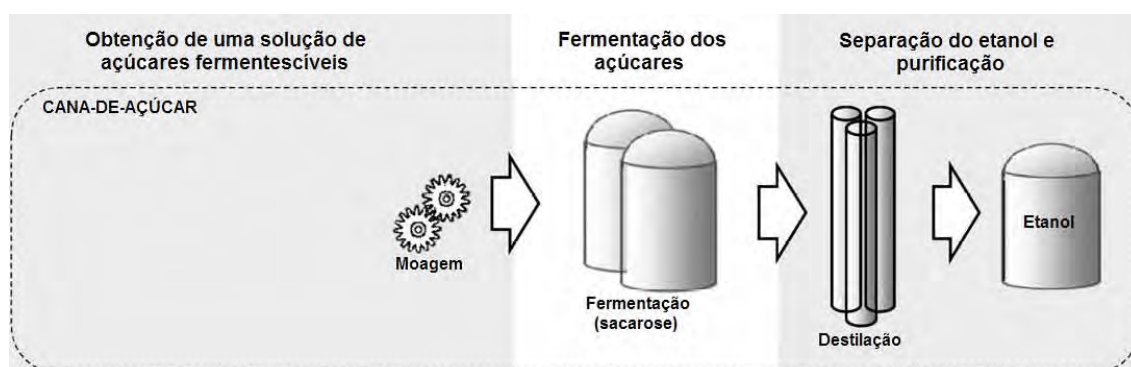 Obtenção de uma solução de
açúcares fermentescíveis
Fermentação dos
açúcares
Separação do etanol e
purificação
CANA-DE-AÇÚCAR
Moagem
Fermentação
(sacarose)
Destilação
Etanol